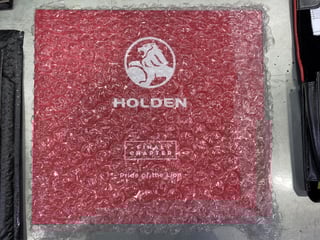 HOLDEN
FINAL
CHAPTER
Pride of the Lion